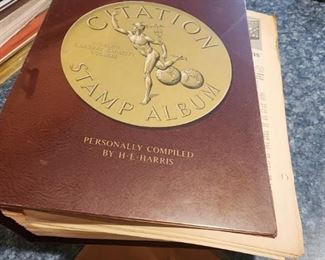 CITATION
STAMP ALBUM
PERSONALLY COMPILED
BY H·E·HARRIS